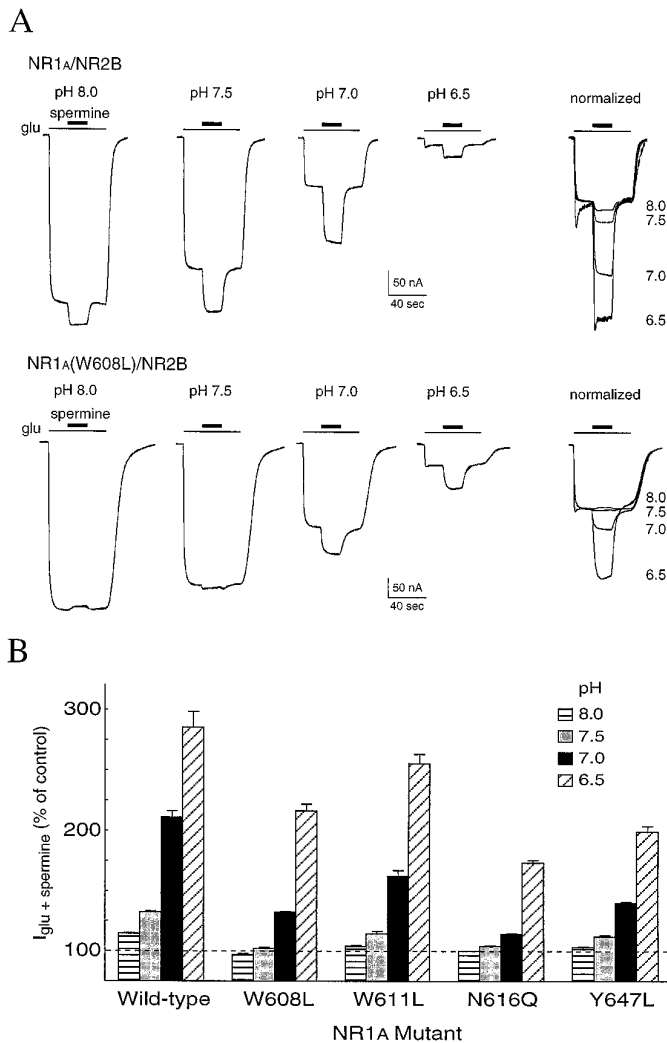 A
NR1A/NR2B
pH 8.0 pH 7.5 pH 7.0 pH 6.5 normalized
spermine
glu
8.0
7.5
7.0
6.5
50 nA
40 sec
NR1A(W608L)/NR2B
pH 8.0 pH 7.5 pH 7.0 pH 6.5 normalized
spermine
glu
8.0
7.5
7.0
6.5
50 nA
40 sec
B
pH
8.0
7.5
7.0
6.5
300
200
100
Iglu + spermine (% of control)
Wild-type W608L W611L N616Q Y647L
NR1A Mutant